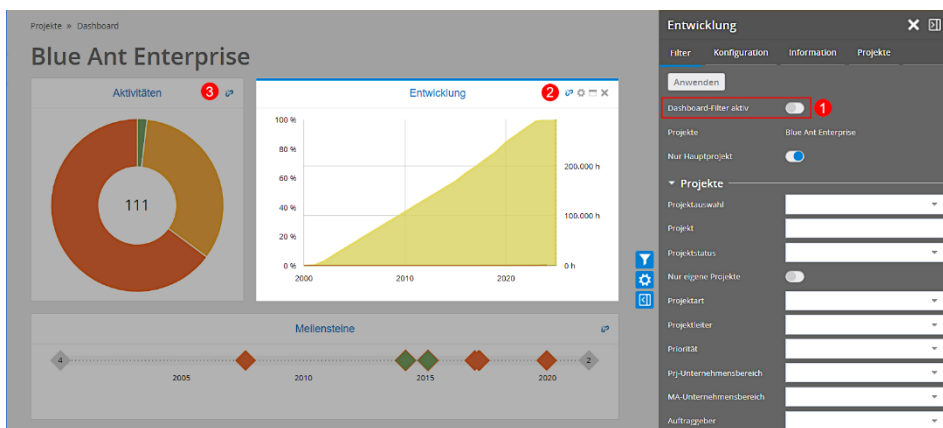 Projekte » Dashboard
Blue Ant Enterprise
Aktivitäten
3
111
Entwicklung
2
100 %
80 %
60 %
40 %
20 %
0 %
200.000 h
100.000 h
0 h
2000
2010
2020
Meilensteine
4
2
2005
2010
2015
2020
Entwicklung
Filter
Konfiguration
Information
Projekte
Anwenden
Dashboard-Filter aktiv
1
Projekte
Blue Ant Enterprise
Nur Hauptprojekt
Projekte
Projektauswahl
Projekt
Projektstatus
Nur eigene Projekte
Projektart
Projektleiter
Priorität
Prj-Unternehmensbereich
MA-Unternehmensbereich
Auftraggeber